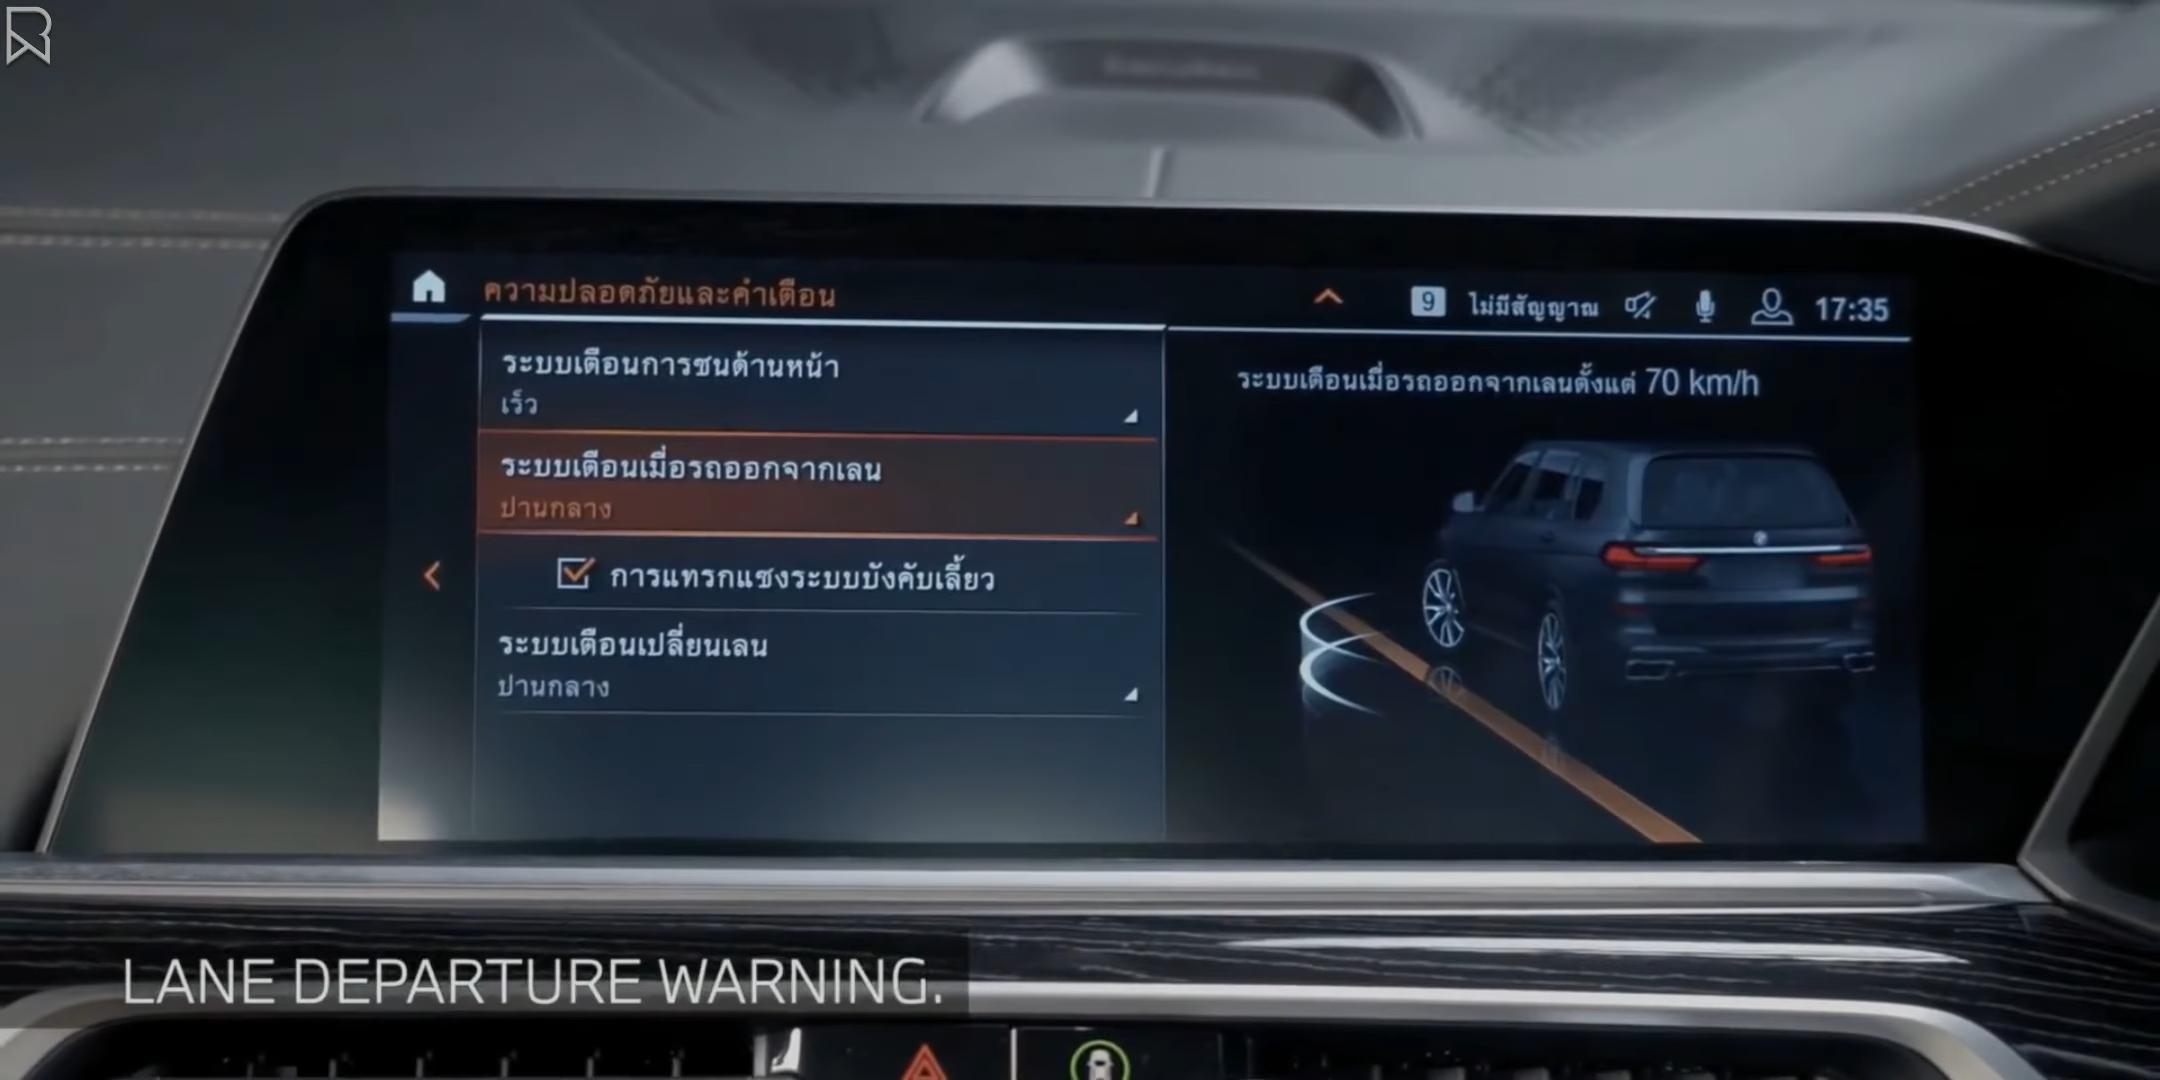 ความปลอดภัยและคำเตือน
9 ไม่มีสัญญาณ 17:35
ระบบเตือนการชนด้านหน้า
เร็ว
ระบบเตือนเมื่อรถออกจากเลน
ปานกลาง
การแทรกแซงระบบบังคับเลี้ยว
ระบบเตือนเปลี่ยนเลน
ปานกลาง
ระบบเตือนเมื่อรถออกจากเลนตั้งแต่ 70 km/h
LANE DEPARTURE WARNING.